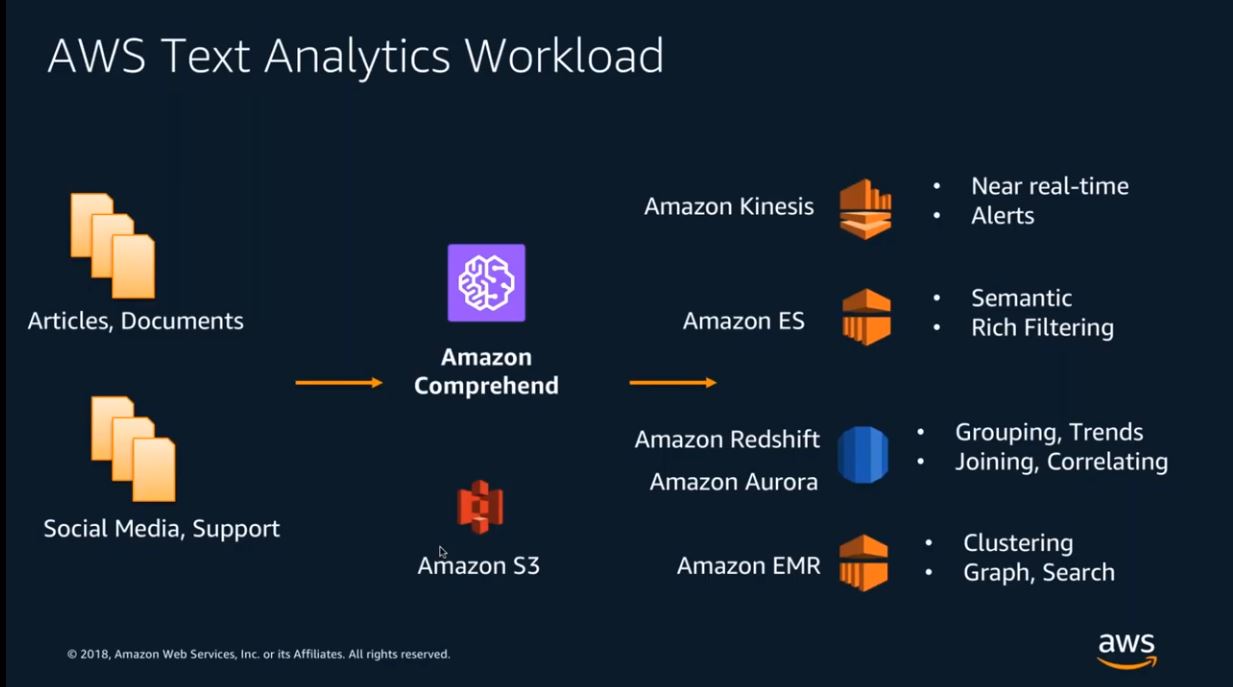 AWS Text Analytics Workload
Articles, Documents
Social Media, Support
Amazon
Comprehend
Amazon S3
Amazon Kinesis
• Near real-time
• Alerts
Amazon ES
• Semantic
• Rich Filtering
Amazon Redshift
Amazon Aurora
• Grouping, Trends
• Joining, Correlating
Amazon EMR
• Clustering
• Graph, Search
© 2018, Amazon Web Services, Inc. or its Affiliates. All rights reserved.
aws